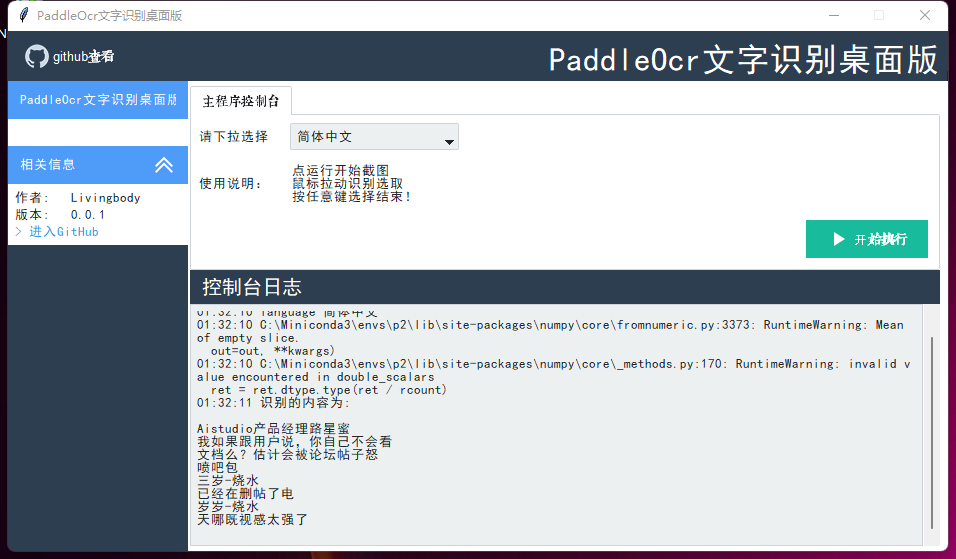 PaddleOcr文字识别桌面版
github查看
PaddleOcr文字识别桌面版
PaddleOcr文字识别桌面版
主程序控制台
请下拉选择
简体中文
相关信息
使用说明:
点运行开始截图
鼠标拉动识别选取
按任意键选择结束!
作者: Livingbody
版本: 0.0.1
> 进入GitHub
开始执行
控制台日志
01:32:10 language 简体中文
01:32:10 C:\Miniconda3\envs\p2\lib\site-packages\numpy\core\fromnumeric.py:3373: RuntimeWarning: Mean
of empty slice.
out=out, **kwargs)
01:32:10 C:\Miniconda3\envs\p2\lib\site-packages\numpy\core\_methods.py:170: RuntimeWarning: invalid v
alue encountered in double_scalars
ret = ret.dtype.type(ret / rcount)
01:32:11 识别的内容为:
Aistudio产品经理路星蜜
我如果跟用户说，你自己不会看
文档么？估计会被论坛帖子怒
喷吧包
三岁-烧水
已经在删帖了电
岁岁-烧水
天哪既视感太强了